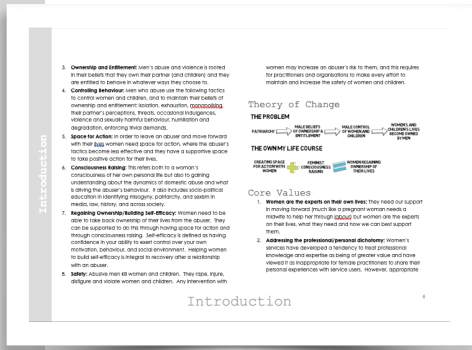 Introduction
3. Ownership and Entitlement: Men's abuse and violence is rooted
in their beliefs that they own their partner (and children) and they
are entitled to behave in whatever ways they choose to.
4. Controlling Behaviour: Men who abuse use the following tactics
to control women and children, and to maintain their beliefs of
ownership and entitlement: isolation, exhaustion, monopolising
their partner's perceptions, threats, occasional indulgences,
violence and sexually harmful behaviour, humiliation and
degradation, enforcing trivial demands.
5. Space for Action: In order to leave an abuser and move forward
with their lives women need space for action, where the abuser's
tactics become less effective and they have a supportive space
to take positive action for their lives.
6. Consciousness Raising: This refers both to a woman's
consciousness of her own personal life but also to gaining
understanding about the dynamics of domestic abuse and what
is driving the abuser's behaviour. It also includes socio-political
education in identifying misogyny, patriarchy, and sexism in
media, law, history, and across society.
7. Regaining Ownership/Building Self-Efficacy: Women need to be
able to take back ownership of their lives from the abuser. They
can be supported to do this through having space for action and
through consciousness raising. Self-efficacy is defined as having
confidence in your ability to exert control over your own
motivation, behaviour, and social environment. Helping women
to build self-efficacy is integral to recovery after a relationship
with an abuser.
8. Safety: Abusive men kill women and children. They rape, injure,
disfigure and violate women and children. Any intervention with
women may increase an abuser's risk to them, and this requires
for practitioners and organisations to make every effort to
maintain and increase the safety of women and children.
Theory of Change
THE PROBLEM
PATRIARCHY
MALE BELIEFS
OF OWNERSHIP &
ENTITLEMENT
MALE CONTROL
OF WOMEN AND
CHILDREN
WOMEN'S AND
CHILDREN'S LIVES
BECOME OWNED
BY MEN
THE OWNMY LIFE COURSE
CREATING SPACE
FOR ACTION WITH
WOMEN
FEMINIST
CONSCIOUSNESS
RAISING
WOMEN REGAINING
OWNERSHIP OF
THEIR LIVES
Core Values
1. Women are the experts on their own lives: They need our support
in moving forward (much like a pregnant woman needs a
midwife to help her through labour) but women are the experts
on their lives, what they need and how we can best support
them.
2. Addressing the professional/personal dichotomy: Women's
services have developed a tendency to treat professional
knowledge and expertise as being of greater value and have
viewed it as inappropriate for female practitioners to share their
personal experiences with service users. However, appropriate
Introduction